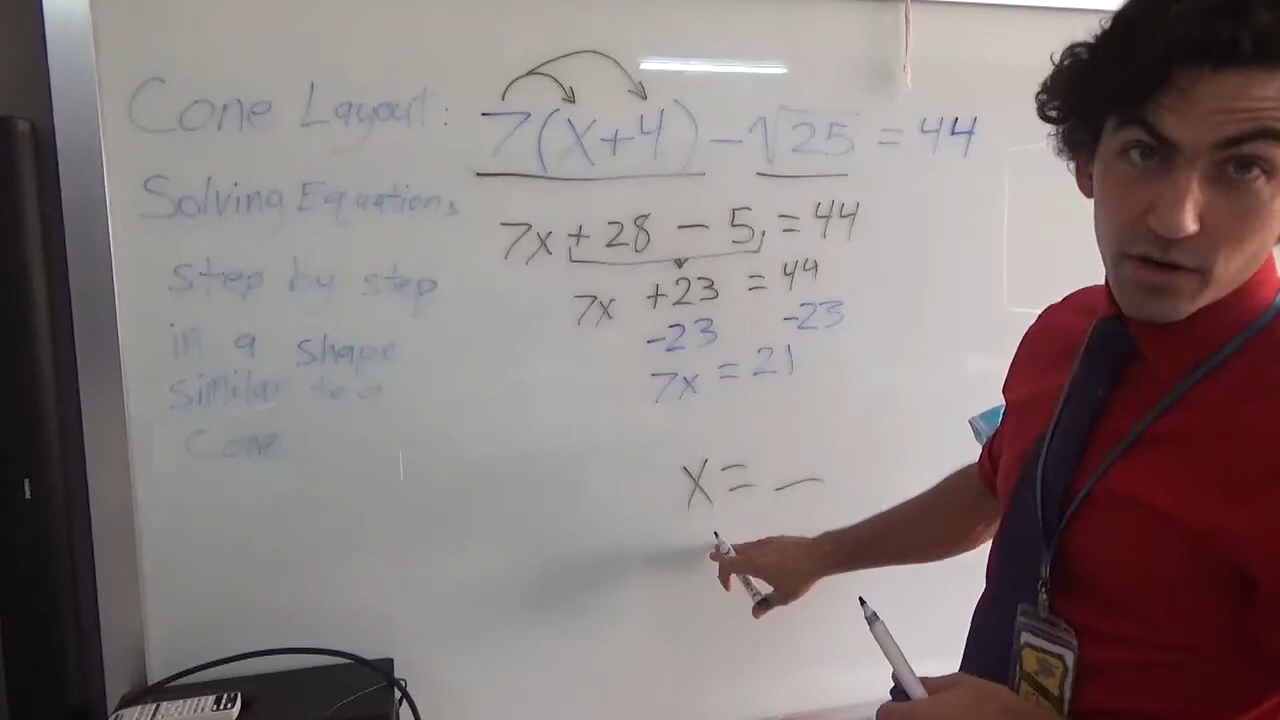 Cone Layout: 7(x+4) - √25 = 44
Solving Equations
step by step
in a shape
similar to a
cone
7x + 28 - 5 = 44
7x +23 = 44
-23 -23
7x = 21
x = —